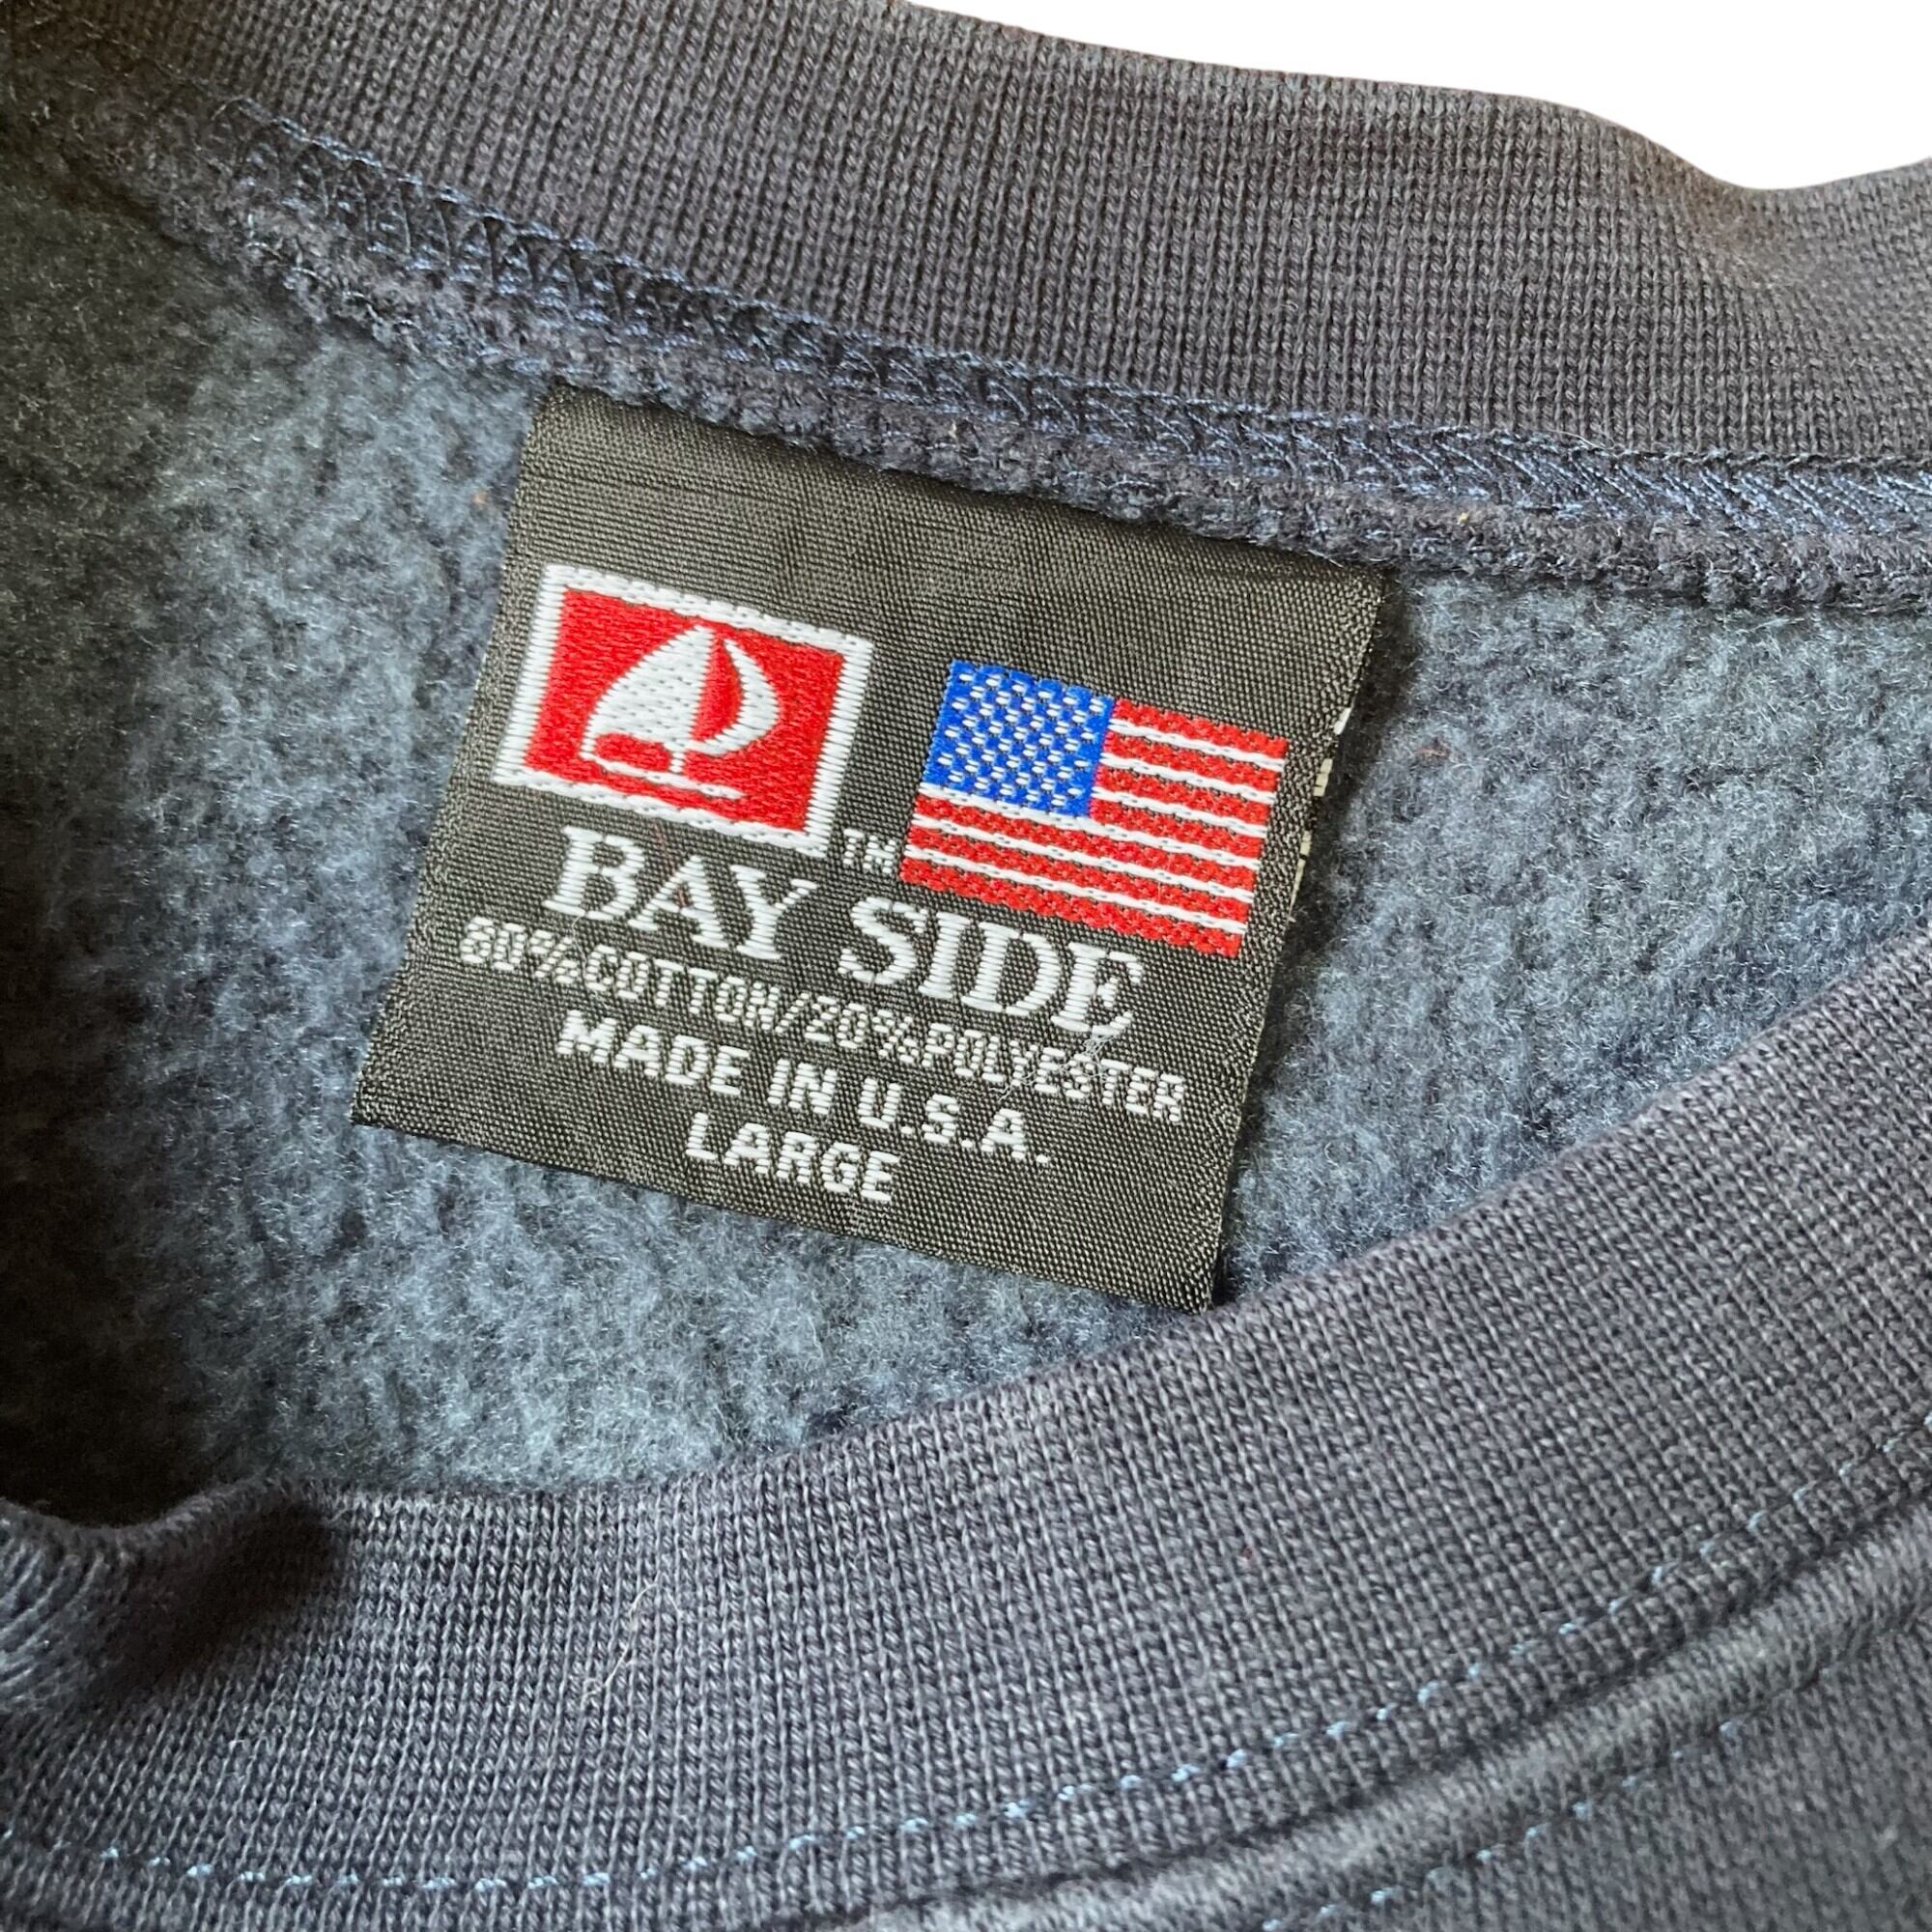 TM
BAY SIDE
80%COTTON/20%POLYESTER
MADE IN U.S.A.
LARGE